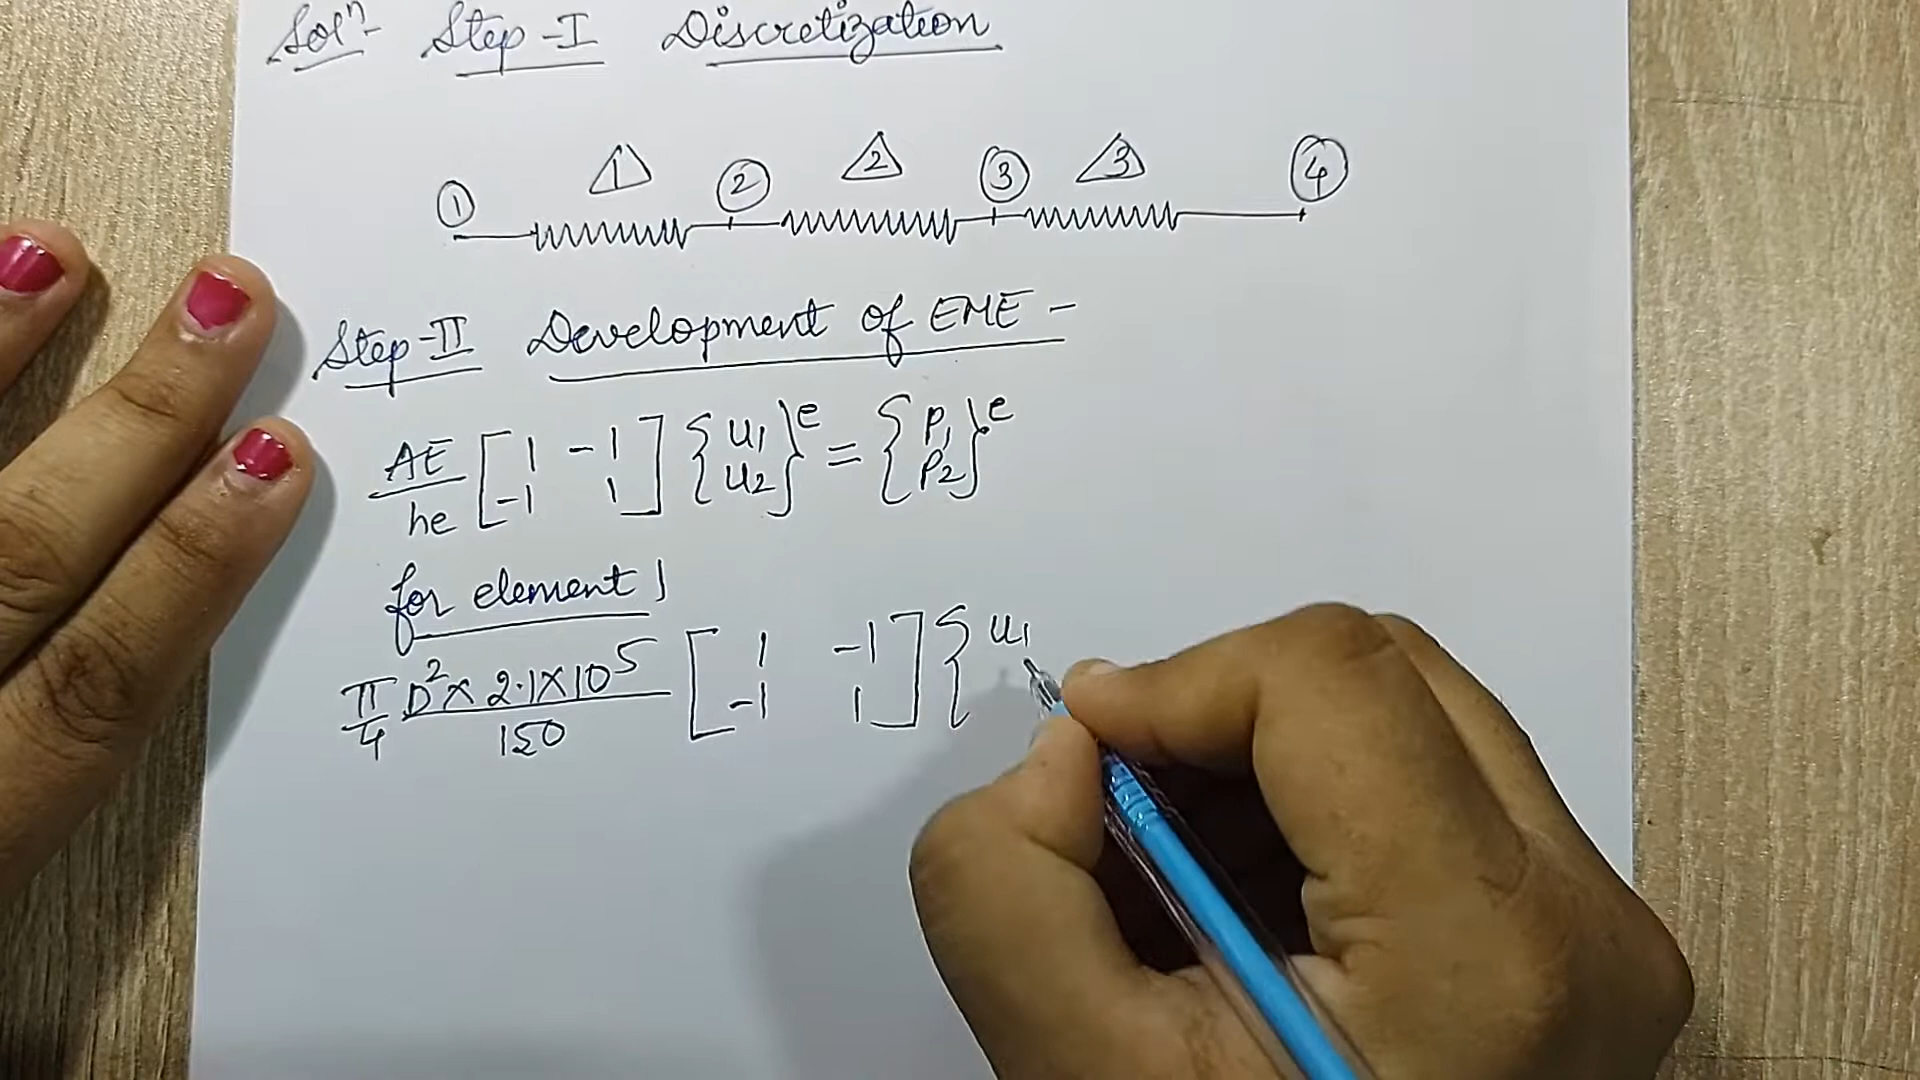 Solⁿ- Step-I Discretization
1 1 2 2 3 3 4
Step-II Development of EME -
AE/he [1 -1 -1 1] {u1 u2}^e = {P1 P2}^e
for element 1
π/4 D² × 2.1×10^5/150 [1 -1 -1 1] {u1